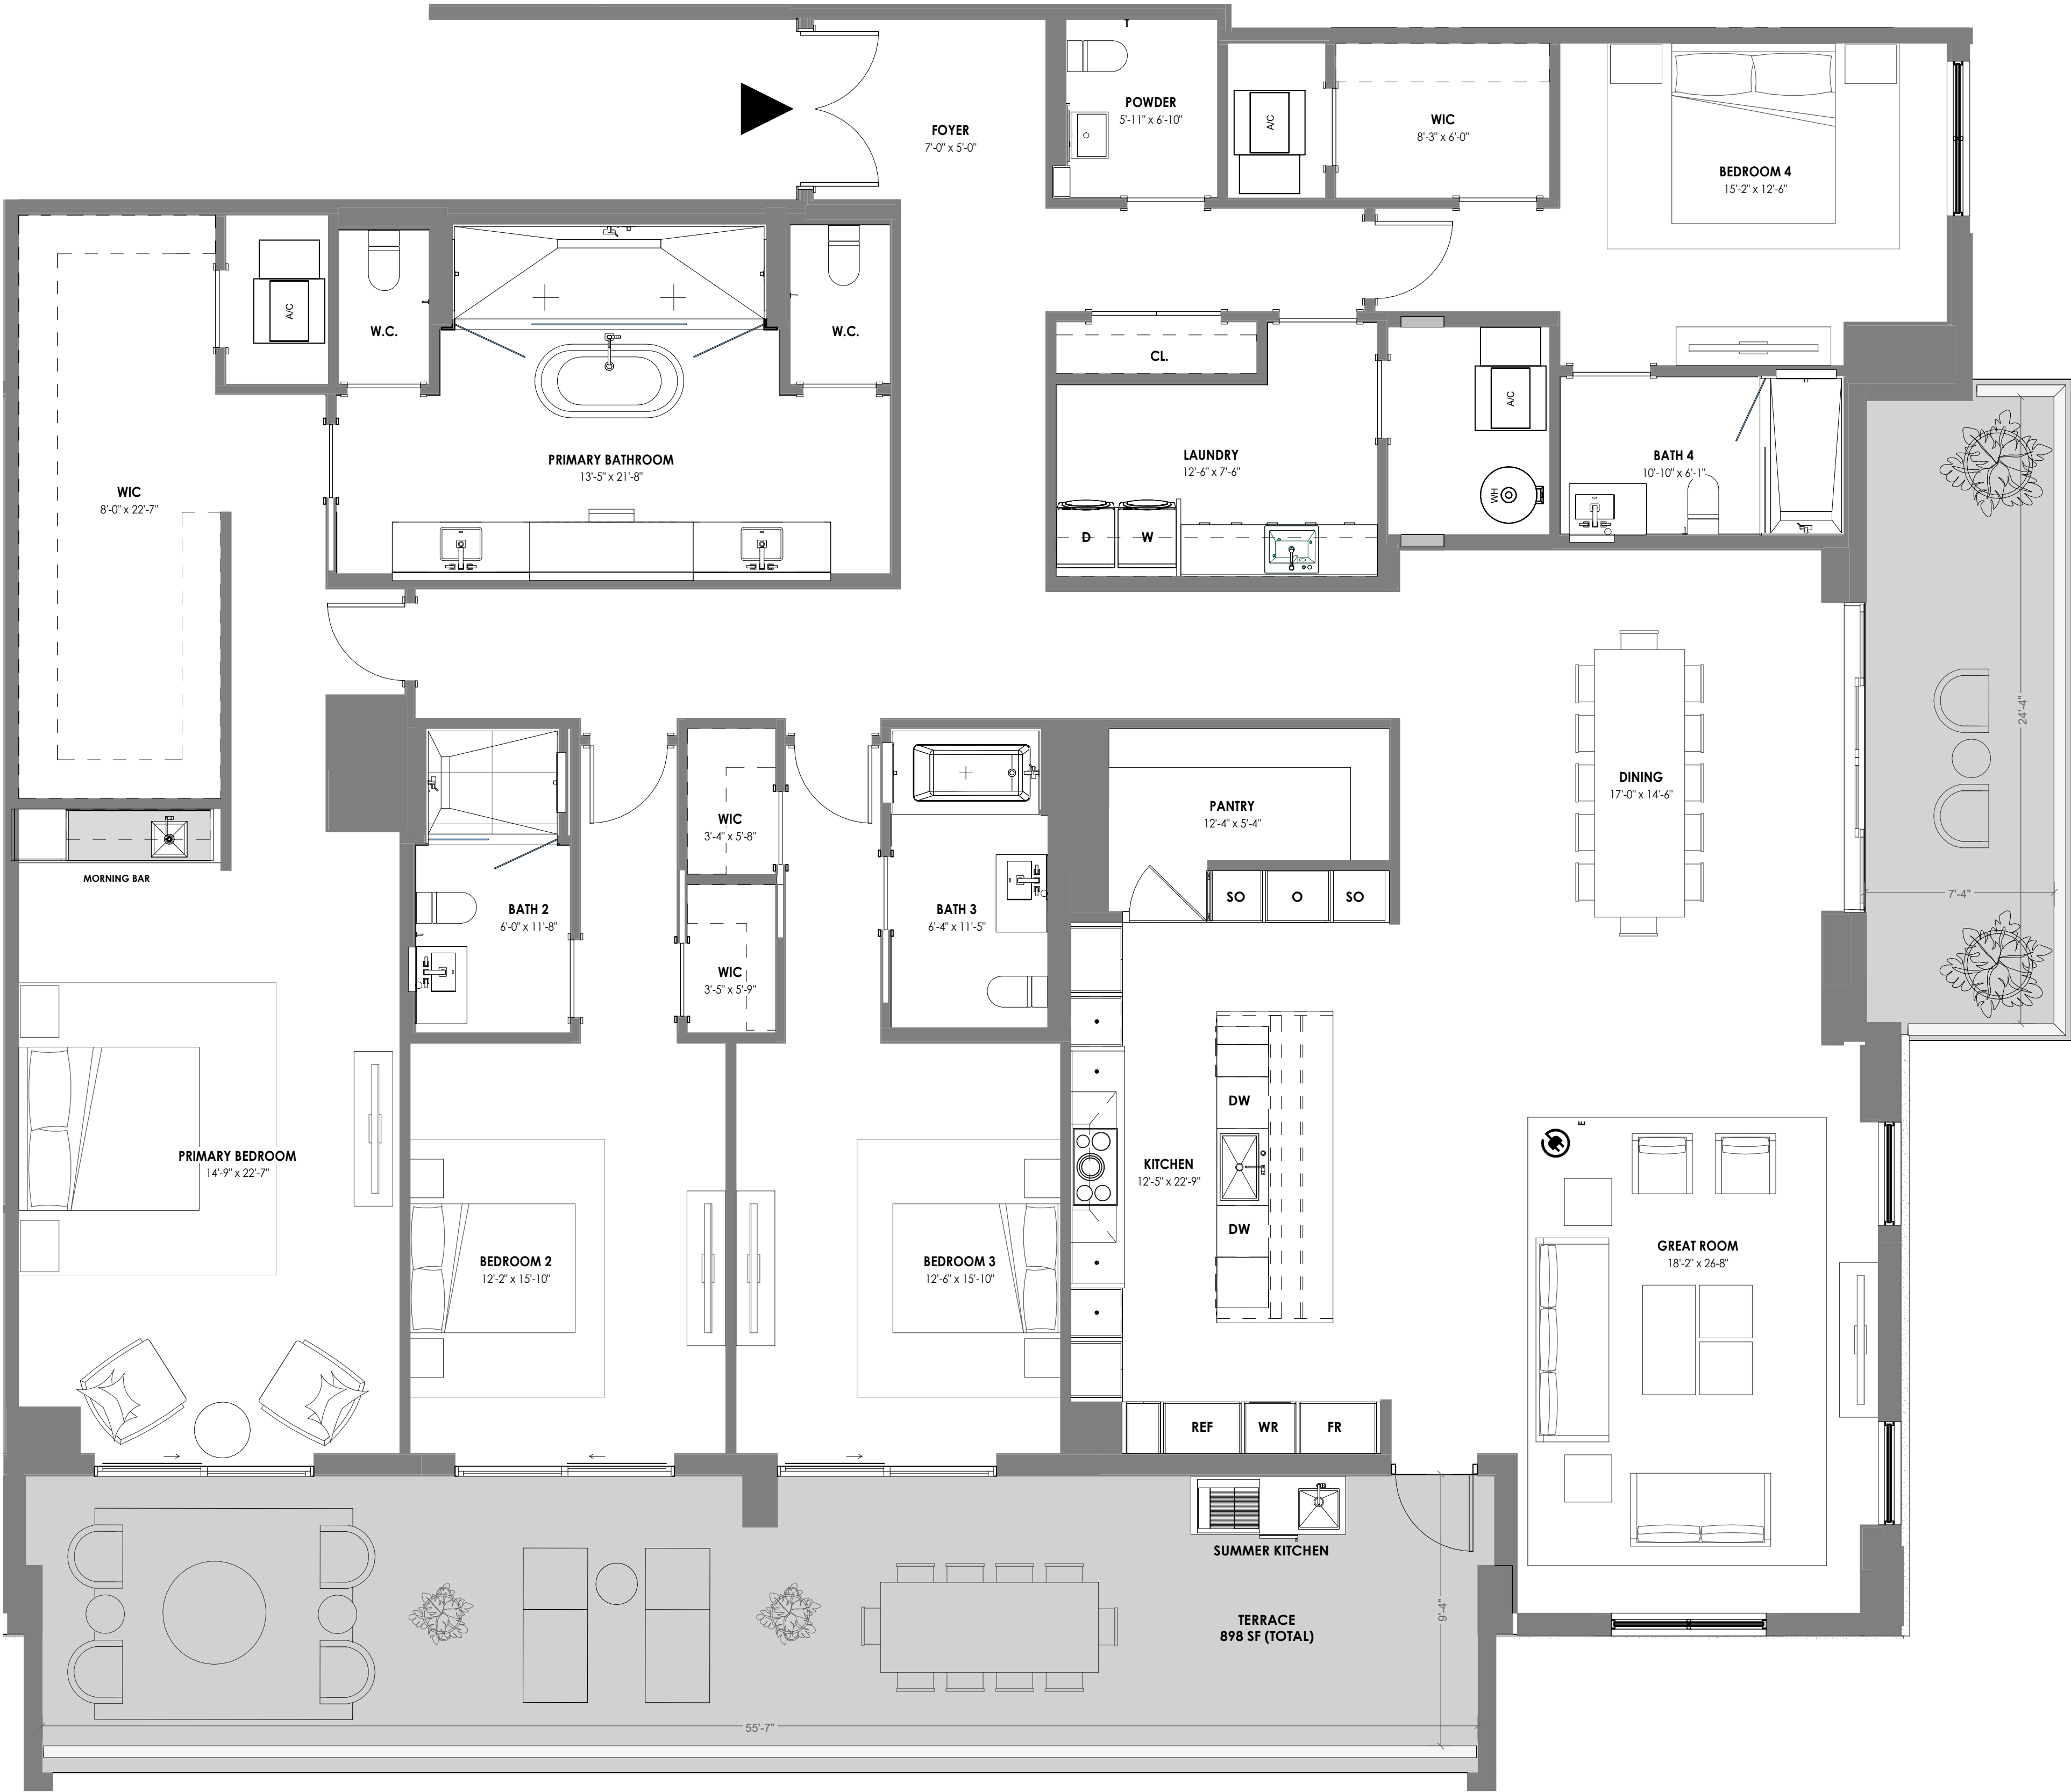 FOYER
7'-0" x 5'-0"
POWDER
5'-11" x 6'-10"
A/C
WIC
8'-3" x 6'-0"
BEDROOM 4
15'-2" x 12'-6"
A/C
W.C.
W.C.
CL.
A/C
PRIMARY BATHROOM
13'-5" x 21'-8"
LAUNDRY
12'-6" x 7'-6"
BATH 4
10'-10" x 6'-1"
WIC
8'-0" x 22'-7"
WH
D
W
24'-4"
DINING
17'-0" x 14'-6"
WIC
3'-4" x 5'-8"
PANTRY
12'-4" x 5'-4"
MORNING BAR
SO
O
SO
7'-4"
BATH 2
6'-0" x 11'-8"
BATH 3
6'-4" x 11'-5"
WIC
3'-5" x 5'-9"
DW
E
PRIMARY BEDROOM
14'-9" x 22'-7"
KITCHEN
12'-5" x 22'-9"
DW
BEDROOM 2
12'-2" x 15'-10"
BEDROOM 3
12'-6" x 15'-10"
GREAT ROOM
18'-2" x 26-8"
REF
WR
FR
SUMMER KITCHEN
TERRACE
898 SF (TOTAL)
9'-4"
55'-7"